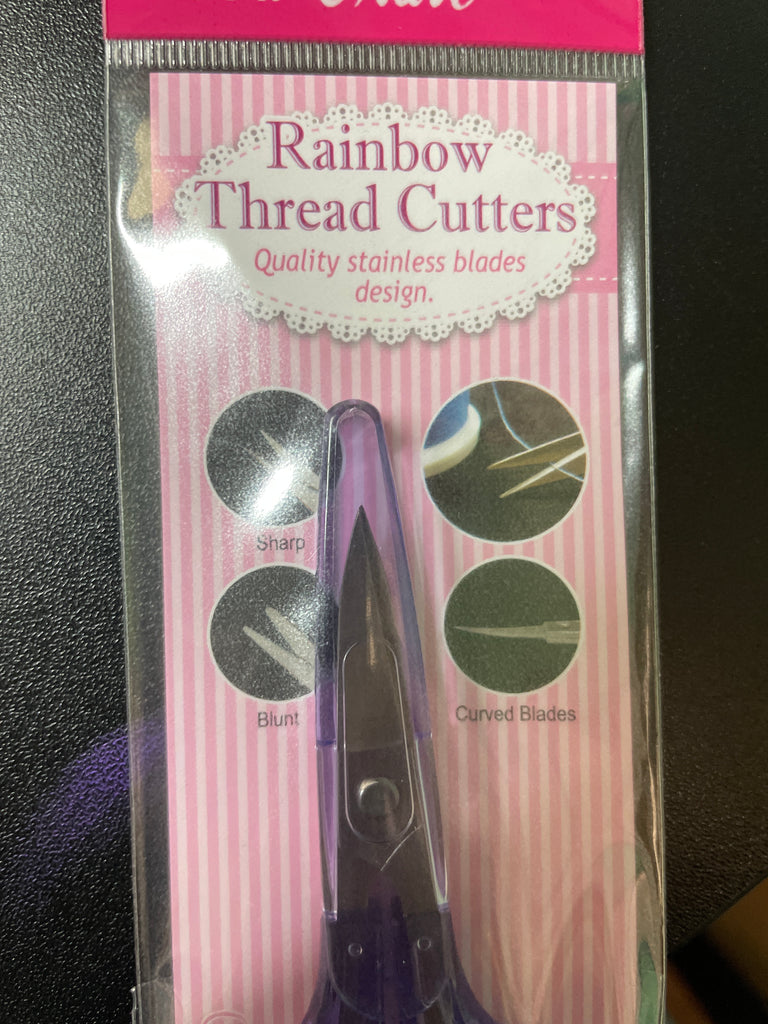 Rainbow
Thread Cutters
Quality stainless blades
design.
Sharp
Blunt
Curved Blades